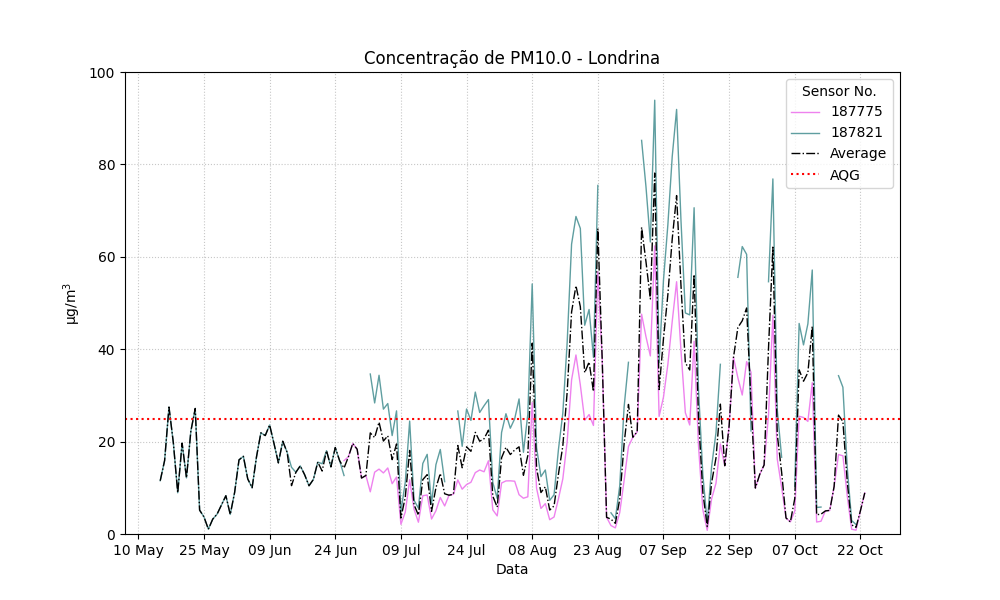 Concentração de PM10.0 - Londrina
100
80
60
40
20
0
µg/m³
Sensor No.
187775
187821
Average
AQG
10 May 25 May 09 Jun 24 Jun 09 Jul 24 Jul 08 Aug 23 Aug 07 Sep 22 Sep 07 Oct 22 Oct
Data